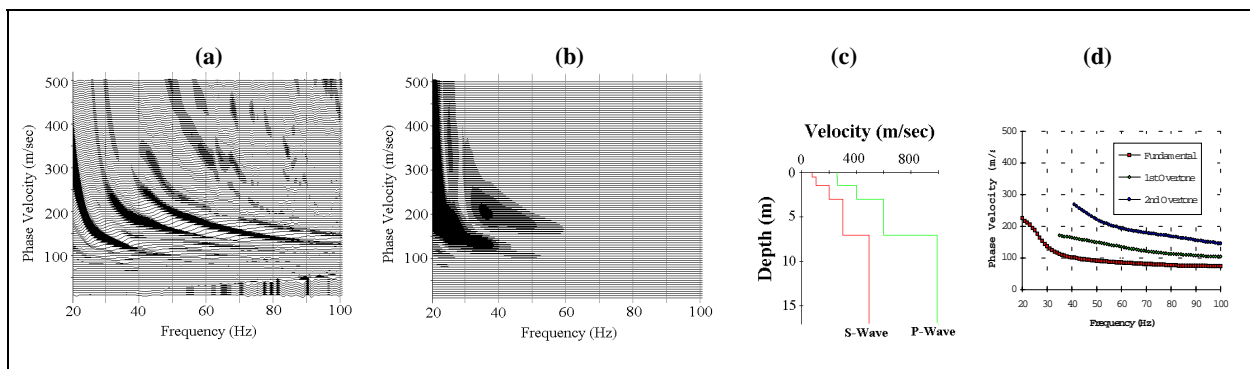 (a)
500
400
300
200
100
Phase Velocity (m/sec)
20 40 60 80 100
Frequency (Hz)
(b)
500
400
300
200
100
Phase Velocity (m/sec)
20 40 60 80 100
Frequency (Hz)
(c)
Velocity (m/sec)
0 400 800
0
5
10
15
Depth (m)
S-Wave P-Wave
(d)
500
400
300
200
100
0
Phase Velocity (m/s
Fundamental
1st Overtone
2nd Overtone
20 30 40 50 60 70 80 90 100
Frequency (Hz)